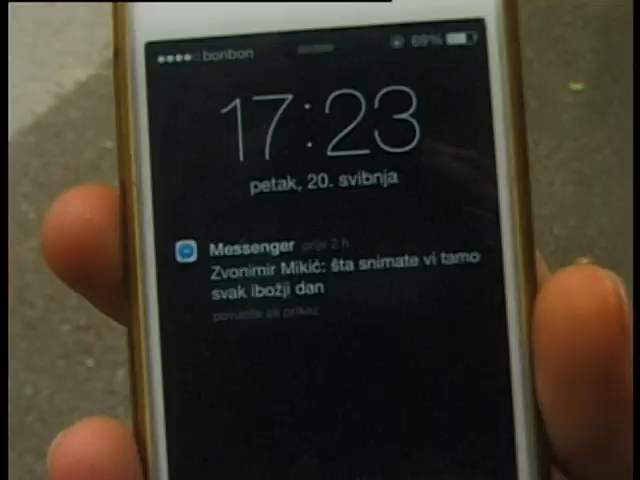 bonbon 69%
17:23
petak, 20. svibnja
Messenger prije 2 h
Zvonimir Mikić: šta snimate vi tamo
svak ibožji dan
povucite za prikaz